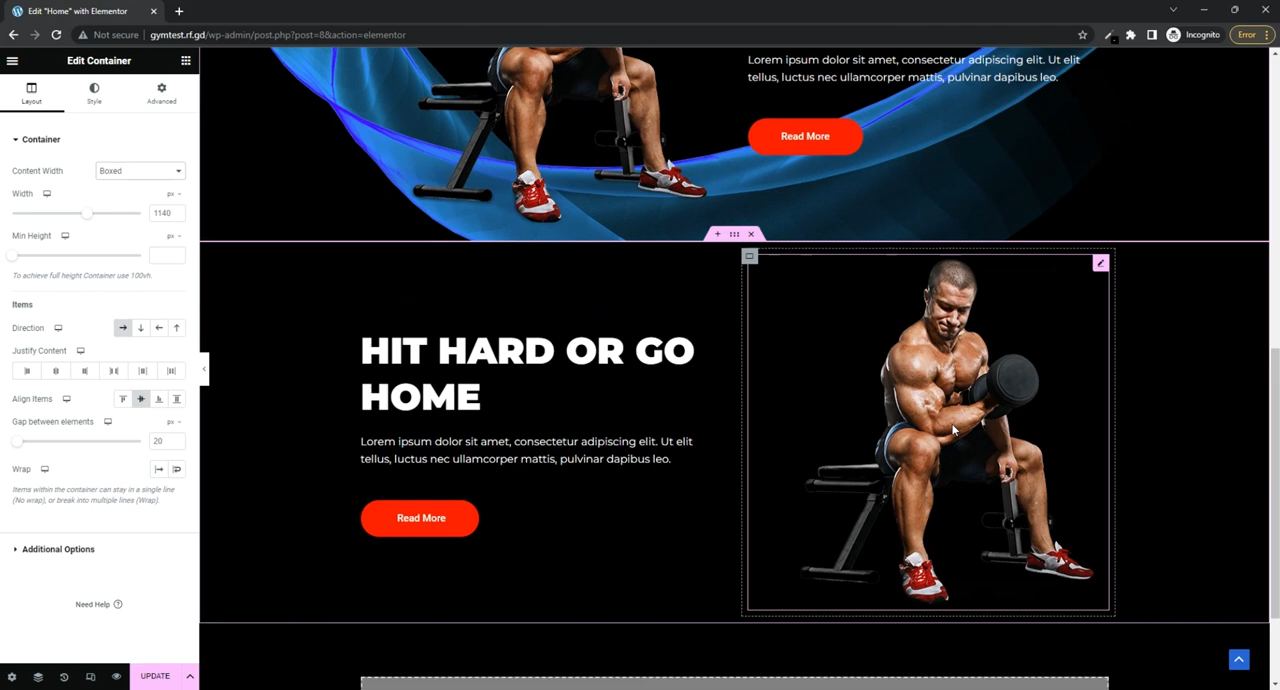 Edit "Home" with Elementor
Not secure
gymtest.rf.gd/wp-admin/post.php?post=8&action=elementor
Incognito
Error
Edit Container
Layout
Style
Advanced
Container
Content Width
Boxed
Width
px
1140
Min Height
px
To achieve full height Container use 100vh.
Items
Direction
Justify Content
Align Items
Gap between elements
px
20
Wrap
Items within the container can stay in a single line
(No wrap), or break into multiple lines (Wrap).
Additional Options
Need Help
UPDATE
Lorem ipsum dolor sit amet, consectetur adipiscing elit. Ut elit
tellus, luctus nec ullamcorper mattis, pulvinar dapibus leo.
Read More
HIT HARD OR GO
HOME
Lorem ipsum dolor sit amet, consectetur adipiscing elit. Ut elit
tellus, luctus nec ullamcorper mattis, pulvinar dapibus leo.
Read More